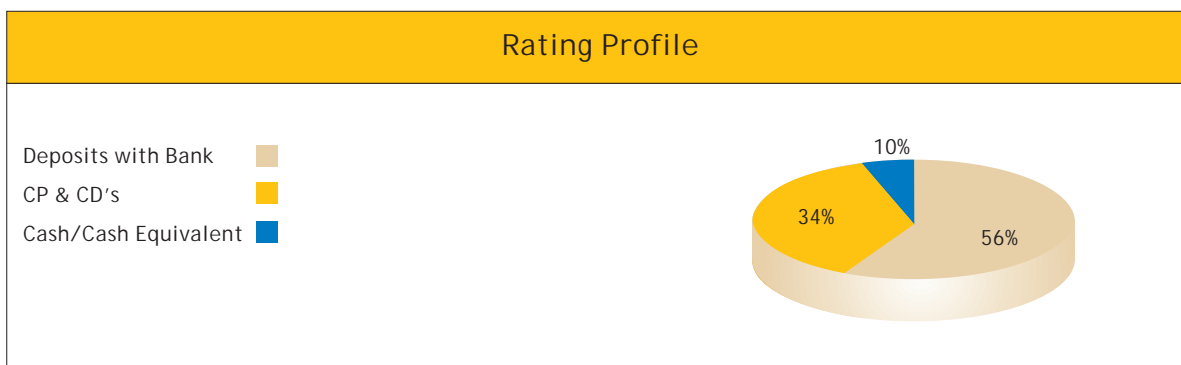 Rating Profile
Deposits with Bank
CP & CD's
Cash/Cash Equivalent
10%
34%
56%